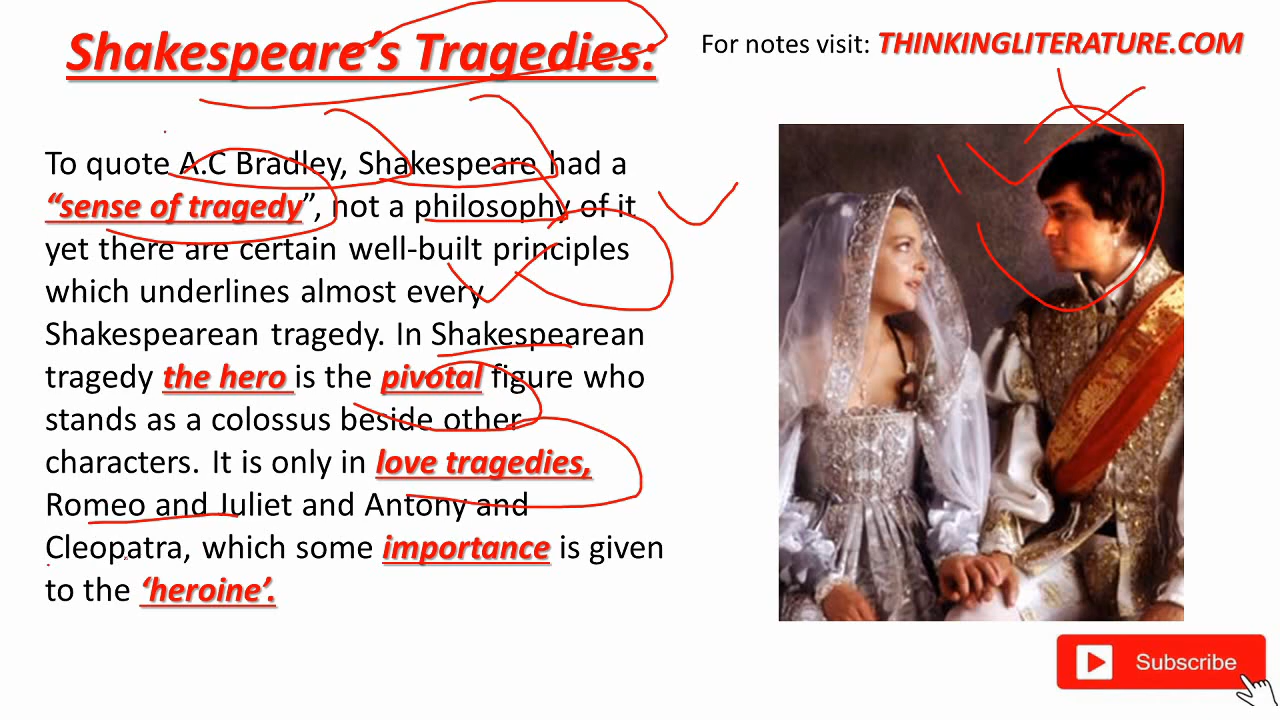 Shakespeare's Tragedies:
For notes visit: THINKINGLITERATURE.COM
To quote A.C Bradley, Shakespeare had a
“sense of tragedy”, not a philosophy of it
yet there are certain well-built principles
which underlines almost every
Shakespearean tragedy. In Shakespearean
tragedy the hero is the pivotal figure who
stands as a colossus beside other
characters. It is only in love tragedies,
Romeo and Juliet and Antony and
Cleopatra, which some importance is given
to the ‘heroine’.
Subscribe